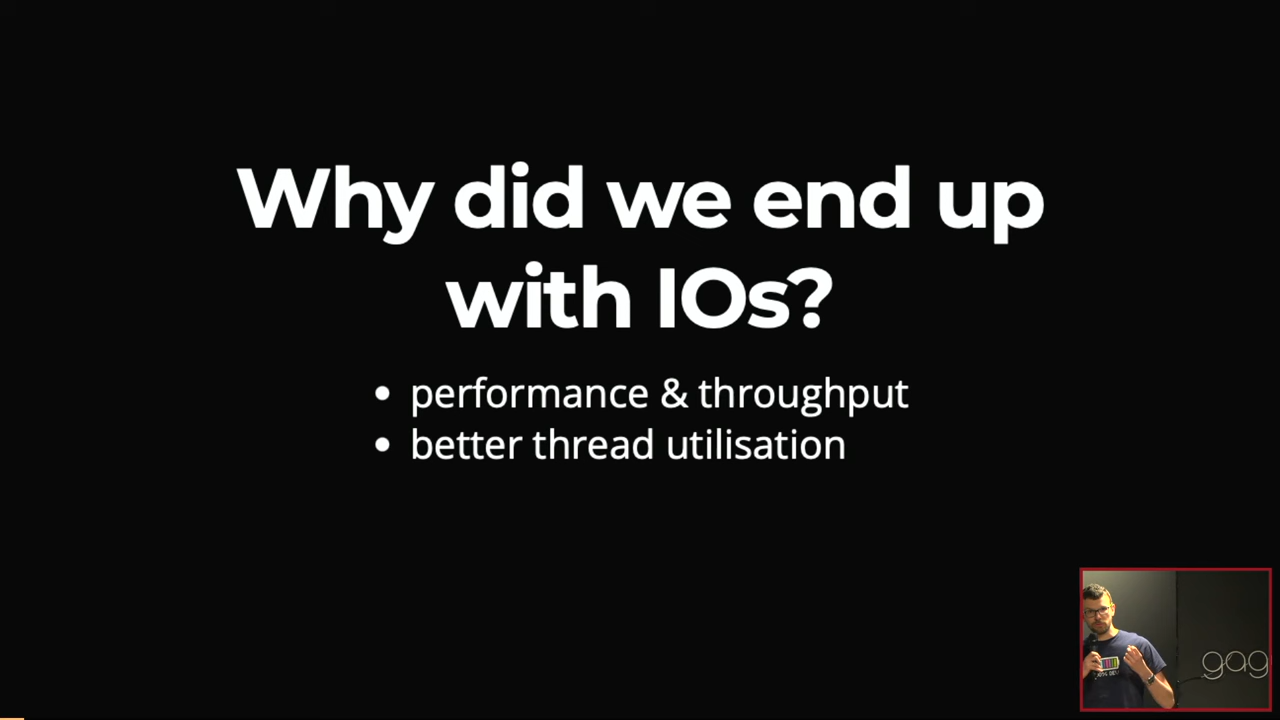 Why did we end up
with IOs?
• performance & throughput
• better thread utilisation
gag